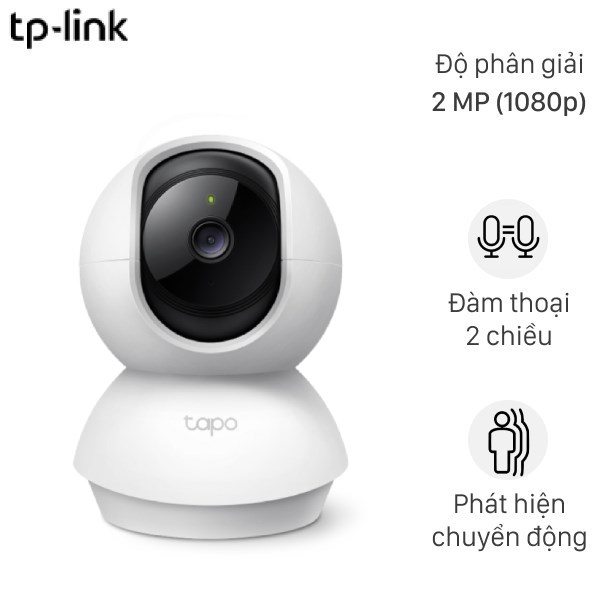 tp-link
Độ phân giải
2 MP (1080p)
Đàm thoại
2 chiều
Phát hiện
chuyển động
tapo